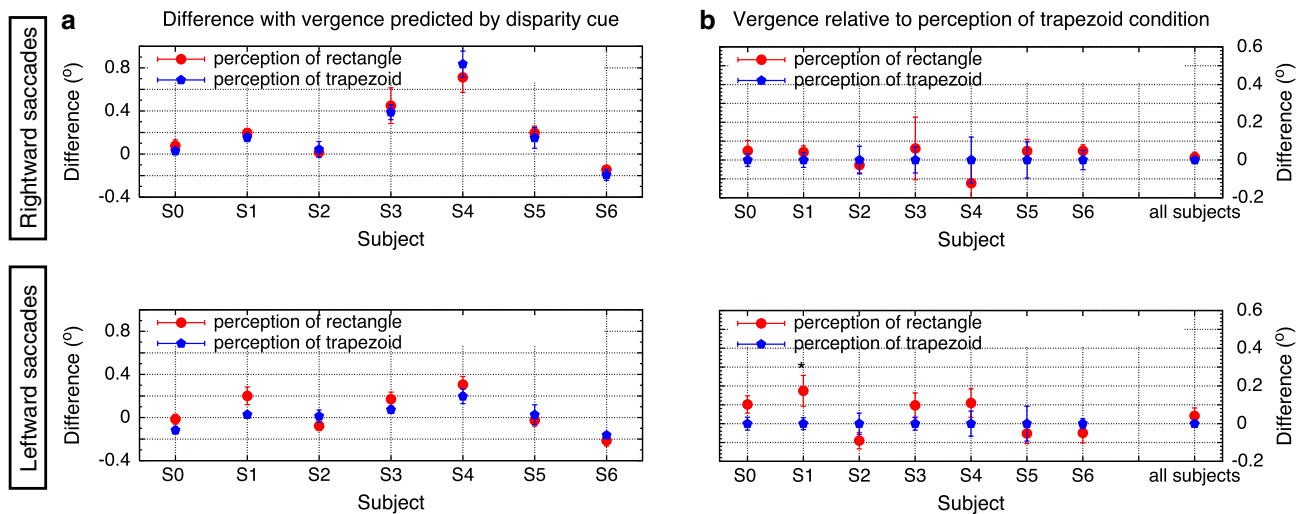 a Difference with vergence predicted by disparity cue
b Vergence relative to perception of trapezoid condition
Rightward saccades
Difference (º)
0.8
0.4
0
-0.4
perception of rectangle
perception of trapezoid
S0 S1 S2 S3 S4 S5 S6
Subject
perception of rectangle
perception of trapezoid
0.6
0.4
0.2
0
-0.2
Difference (º)
S0 S1 S2 S3 S4 S5 S6 all subjects
Subject
Leftward saccades
Difference (º)
0.8
0.4
0
-0.4
perception of rectangle
perception of trapezoid
S0 S1 S2 S3 S4 S5 S6
Subject
perception of rectangle
perception of trapezoid
*
0.6
0.4
0.2
0
-0.2
Difference (º)
S0 S1 S2 S3 S4 S5 S6 all subjects
Subject